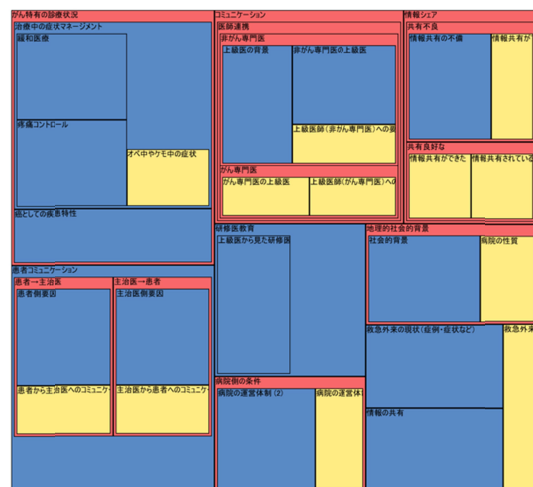 がん特有の診療状況
治療中の症状マネージメント
緩和医療
疼痛コントロール
オペ中やケモ中の症状
癌としての疾患特性
患者コミュニケーション
患者→主治医
患者側要因
患者から主治医へのコミュニケ
主治医→患者
主治医側要因
主治医から患者へのコミュニケ
コミュニケーション
医師連携
非がん専門医
上級医の背景
非がん専門医の上級医
上級医師（非がん専門医）への要
がん専門医
がん専門医の上級医
上級医師（がん専門医）への
研修医教育
上級医から見た研修医
病院側の条件
病院の運営体制 (2)
病院の運営体
情報シェア
共有不良
情報共有の不備
情報共有が
共有良好な
情報共有ができた
情報共有されている
地理的社会的背景
社会的背景
病院の性質
救急外来の現状（症例・症状など）
救急外来
情報の共有